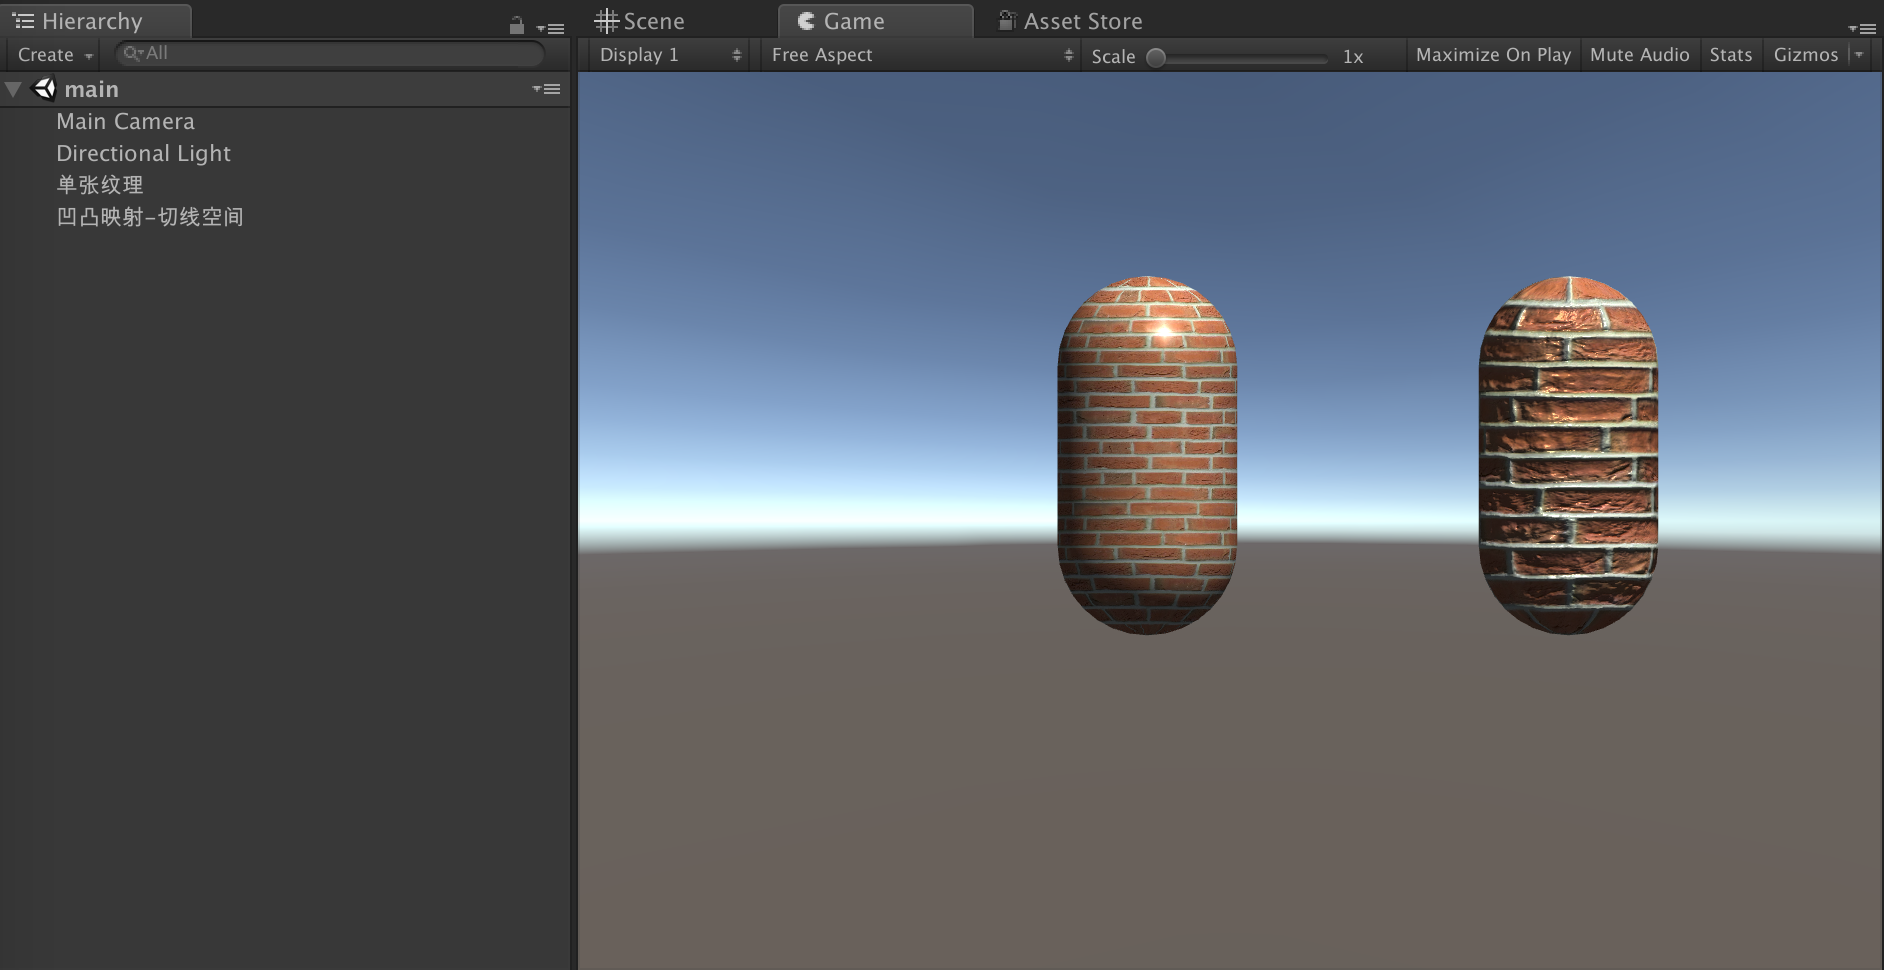 Hierarchy
Create All
main
Main Camera
Directional Light
单张纹理
凹凸映射-切线空间
Scene Game Asset Store
Display 1 Free Aspect Scale 1x Maximize On Play Mute Audio Stats Gizmos